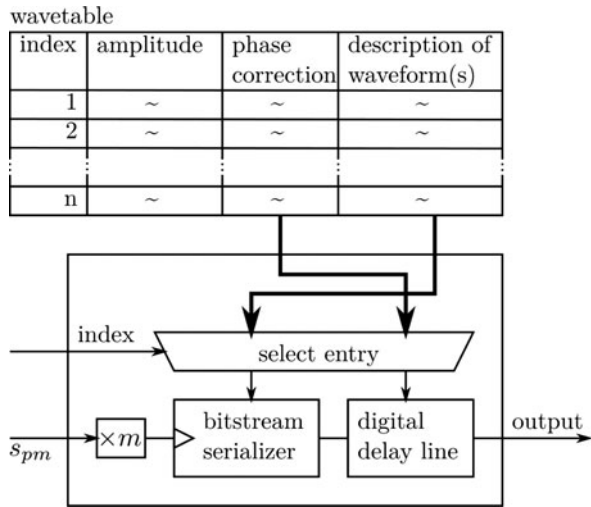 wavetable
index amplitude phase correction description of waveform(s)
1 ~ ~ ~
2 ~ ~ ~
n ~ ~ ~
index
select entry
s_pm ×m bitstream serializer digital delay line output